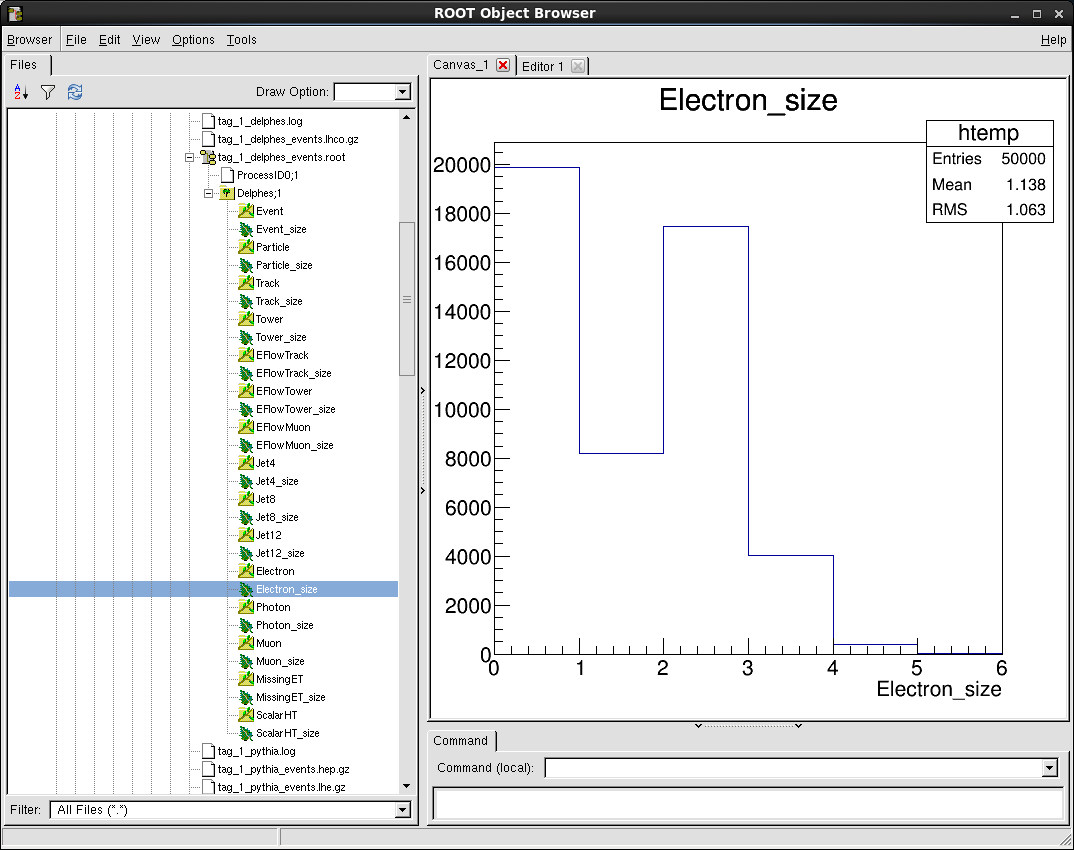 ROOT Object Browser
Browser File Edit View Options Tools Help
Files
Draw Option:
tag_1_delphes.log
tag_1_delphes_events.lhco.gz
tag_1_delphes_events.root
ProcessID0;1
Delphes;1
Event
Event_size
Particle
Particle_size
Track
Track_size
Tower
Tower_size
EFlowTrack
EFlowTrack_size
EFlowTower
EFlowTower_size
EFlowMuon
EFlowMuon_size
Jet4
Jet4_size
Jet8
Jet8_size
Jet12
Jet12_size
Electron
Electron_size
Photon
Photon_size
Muon
Muon_size
MissingET
MissingET_size
ScalarHT
ScalarHT_size
tag_1_pythia.log
tag_1_pythia_events.hep.gz
tag_1_pythia_events.lhe.gz
Filter: All Files (*.*)
Canvas_1 Editor 1
Electron_size
htemp
Entries 50000
Mean 1.138
RMS 1.063
20000
18000
16000
14000
12000
10000
8000
6000
4000
2000
0
0 1 2 3 4 5 6
Electron_size
Command
Command (local):